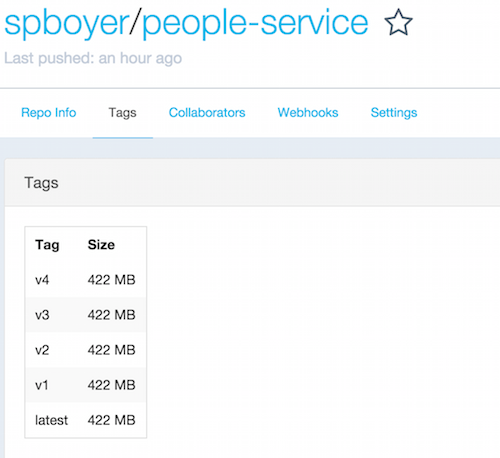 spboyer/people-service
Last pushed: an hour ago
Repo Info Tags Collaborators Webhooks Settings
Tags
Tag Size
v4 422 MB
v3 422 MB
v2 422 MB
v1 422 MB
latest 422 MB